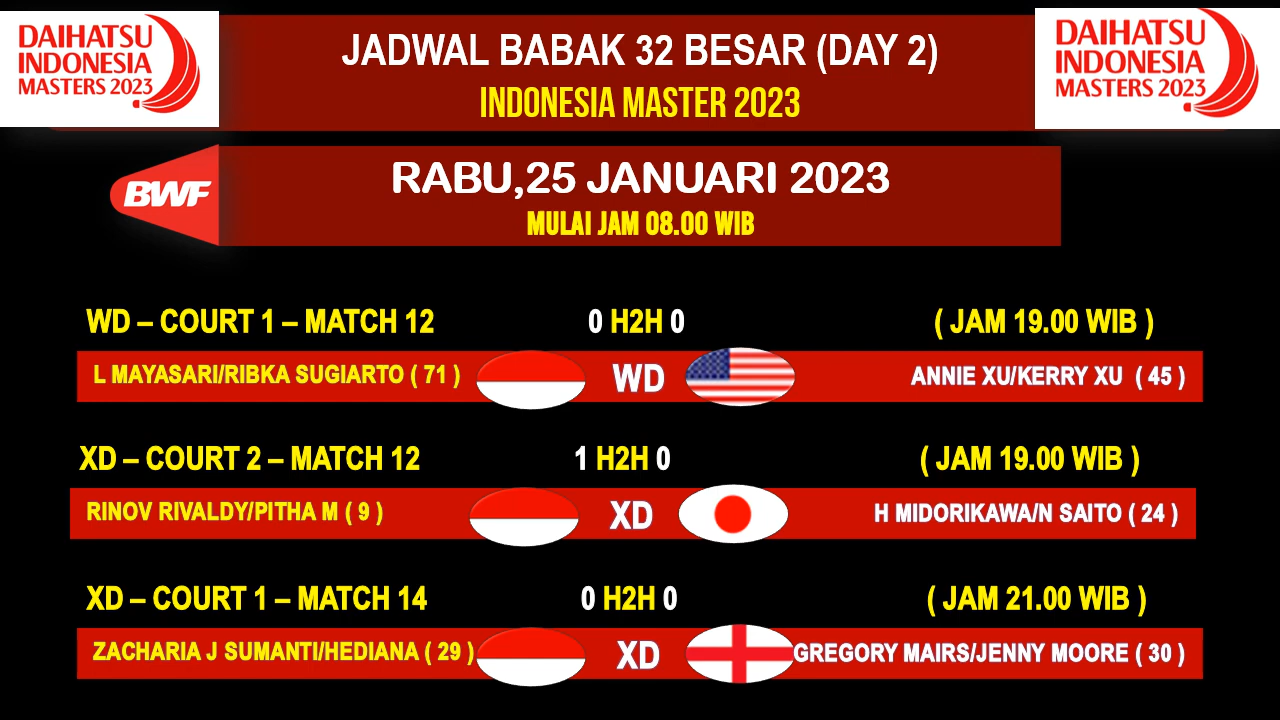 DAIHATSU
INDONESIA
MASTERS 2023
JADWAL BABAK 32 BESAR (DAY 2)
INDONESIA MASTER 2023
DAIHATSU
INDONESIA
MASTERS 2023
BWF
RABU,25 JANUARI 2023
MULAI JAM 08.00 WIB
WD – COURT 1 – MATCH 12 0 H2H 0 ( JAM 19.00 WIB )
L MAYASARI/RIBKA SUGIARTO ( 71 ) WD ANNIE XU/KERRY XU ( 45 )
XD – COURT 2 – MATCH 12 1 H2H 0 ( JAM 19.00 WIB )
RINOV RIVALDY/PITHA M ( 9 ) XD H MIDORIKAWA/N SAITO ( 24 )
XD – COURT 1 – MATCH 14 0 H2H 0 ( JAM 21.00 WIB )
ZACHARIA J SUMANTI/HEDIANA ( 29 ) XD GREGORY MAIRS/JENNY MOORE ( 30 )